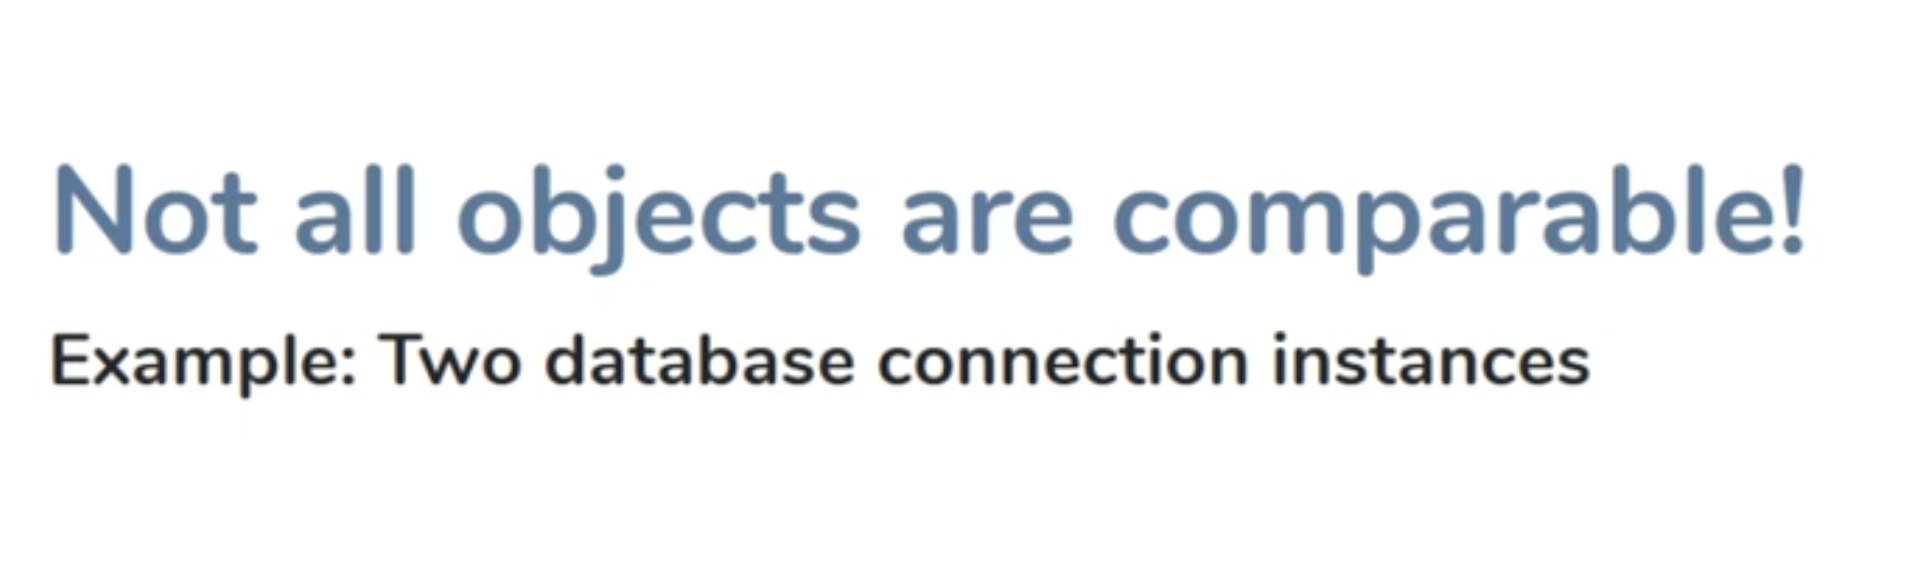 Not all objects are comparable!
Example: Two database connection instances